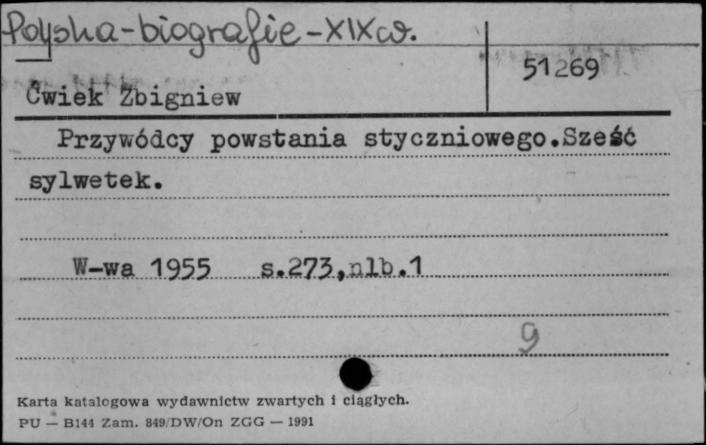 Polska-biografie-XIXw.
51269
Ćwiek Zbigniew
Przywódcy powstania styczniowego.Sześć
sylwetek.
W-wa 1955 s.273,nlb.1
9
Karta katalogowa wydawnictw zwartych i ciągłych.
PU — B144 Zam. 849/DW/On ZGG — 1991